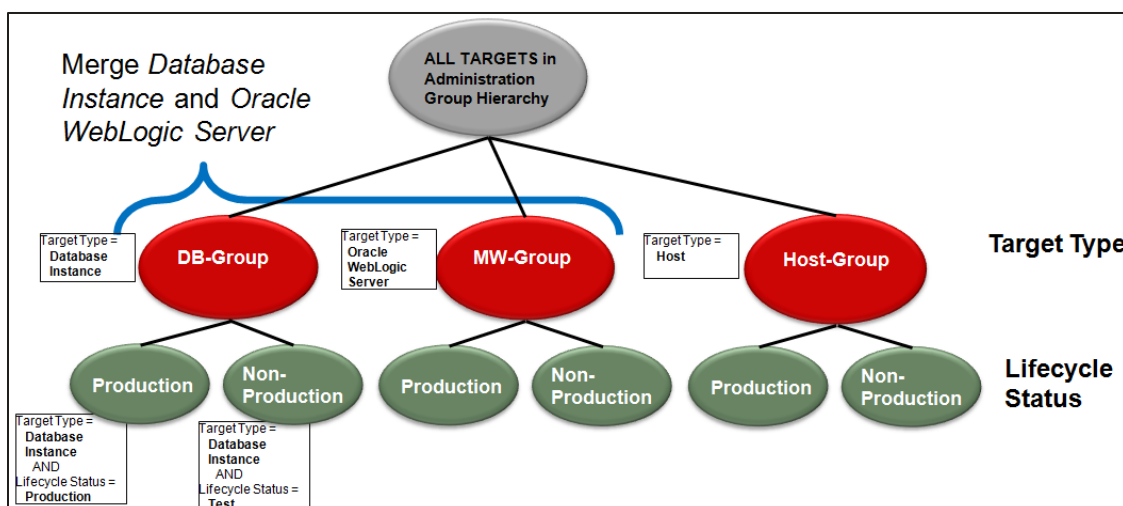 Merge Database
Instance and Oracle
WebLogic Server
ALL TARGETS in
Administration
Group Hierarchy
Target Type =
Database
Instance
DB-Group
Target Type =
Oracle
WebLogic
Server
MW-Group
Target Type =
Host
Host-Group
Target Type
Production
Non-
Production
Production
Non-
Production
Production
Non-
Production
Lifecycle
Status
Target Type =
Database
Instance
AND
Lifecycle Status =
Production
Target Type =
Database
Instance
AND
Lifecycle Status =
Test